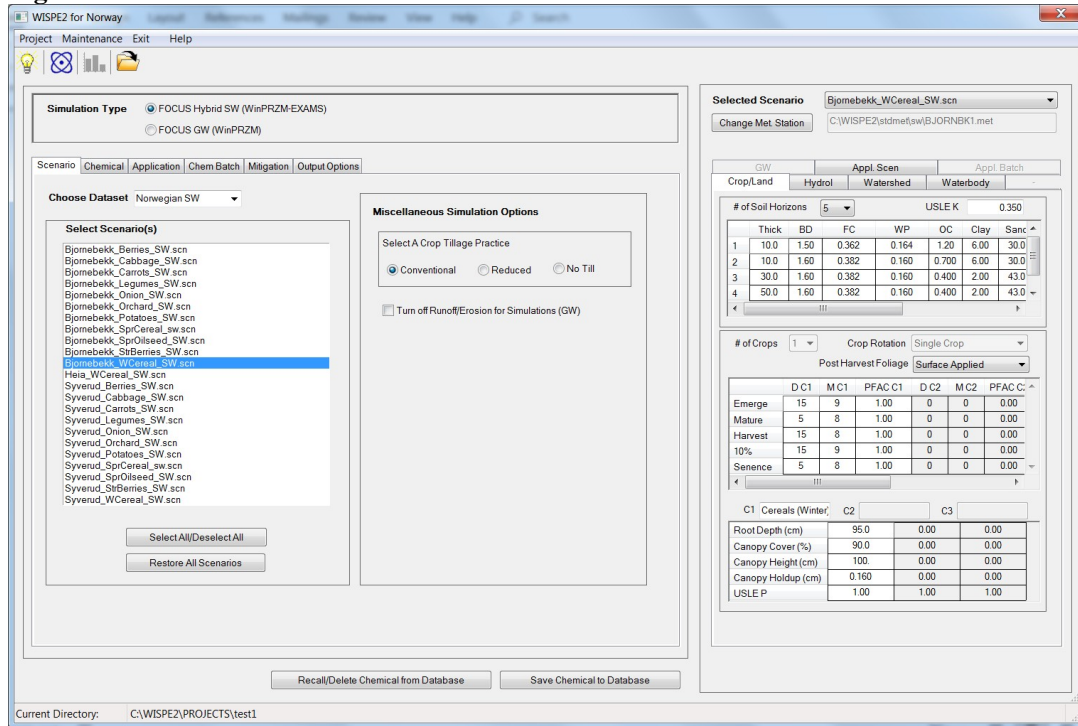 WISPE2 for Norway
Layout References Mailings Review View Help Search
Project Maintenance Exit Help
Simulation Type
FOCUS Hybrid SW (WinPRZM-EXAMS)
FOCUS GW (WinPRZM)
Scenario Chemical Application Chem Batch Mitigation Output Options
Choose Dataset Norwegian SW
Select Scenario(s)
Bjornebekk_Berries_SW.scn
Bjornebekk_Cabbage_SW.scn
Bjornebekk_Carrots_SW.scn
Bjornebekk_Legumes_SW.scn
Bjornebekk_Onion_SW.scn
Bjornebekk_Orchard_SW.scn
Bjornebekk_Potatoes_SW.scn
Bjornebekk_SprCereal_sw.scn
Bjornebekk_SprOilseed_SW.scn
Bjornebekk_StrBerries_SW.scn
Bjornebekk_WCereal_SW.scn
Heia_WCereal_SW.scn
Syverud_Berries_SW.scn
Syverud_Cabbage_SW.scn
Syverud_Carrots_SW.scn
Syverud_Legumes_SW.scn
Syverud_Onion_SW.scn
Syverud_Orchard_SW.scn
Syverud_Potatoes_SW.scn
Syverud_SprCereal_sw.scn
Syverud_SprOilseed_SW.scn
Syverud_StrBerries_SW.scn
Syverud_WCereal_SW.scn
Select All/Deselect All
Restore All Scenarios
Miscellaneous Simulation Options
Select A Crop Tillage Practice
Conventional Reduced No Till
Turn off Runoff/Erosion for Simulations (GW)
Recall/Delete Chemical from Database Save Chemical to Database
Selected Scenario Bjornebekk_WCereal_SW.scn
Change Met. Station C:\WISPE2\stdmet\sw\BJORNBK1.met
GW Appl. Scen Appl. Batch
Crop/Land Hydrol Watershed Waterbody -
# of Soil Horizons 5 USLE K 0.350
Thick BD FC WP OC Clay Sand
1 10.0 1.50 0.362 0.164 1.20 6.00 30.0
2 10.0 1.60 0.382 0.160 0.700 6.00 30.0
3 30.0 1.60 0.382 0.160 0.400 2.00 43.0
4 50.0 1.60 0.382 0.160 0.400 2.00 43.0
# of Crops 1 Crop Rotation Single Crop
Post Harvest Foliage Surface Applied
D C1 M C1 PFAC C1 D C2 M C2 PFAC C2
Emerge 15 9 1.00 0 0 0.00
Mature 5 8 1.00 0 0 0.00
Harvest 15 8 1.00 0 0 0.00
10% 15 9 1.00 0 0 0.00
Senence 5 8 1.00 0 0 0.00
C1 Cereals (Winter) C2 C3
Root Depth (cm) 95.0 0.00 0.00
Canopy Cover (%) 90.0 0.00 0.00
Canopy Height (cm) 100. 0.00 0.00
Canopy Holdup (cm) 0.160 0.00 0.00
USLE P 1.00 1.00 1.00
Current Directory: C:\WISPE2\PROJECTS\test1